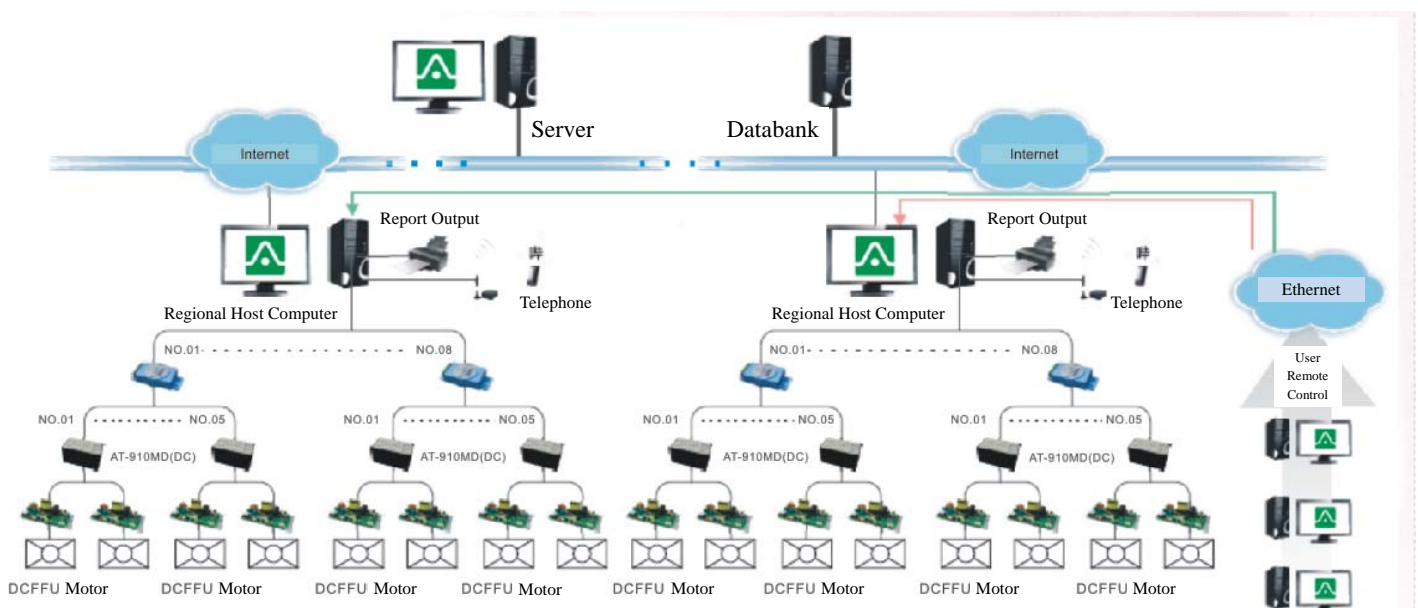 Server
Databank
Internet
Internet
Report Output
Report Output
Telephone
Telephone
Ethernet
Regional Host Computer
Regional Host Computer
NO.01
NO.08
NO.01
NO.08
User
Remote
Control
NO.01
NO.05
NO.01
NO.05
NO.01
NO.05
NO.01
NO.05
AT-910MD(DC)
AT-910MD(DC)
AT-910MD(DC)
AT-910MD(DC)
DCFFU Motor
DCFFU Motor
DCFFU Motor
DCFFU Motor
DCFFU Motor
DCFFU Motor
DCFFU Motor
DCFFU Motor